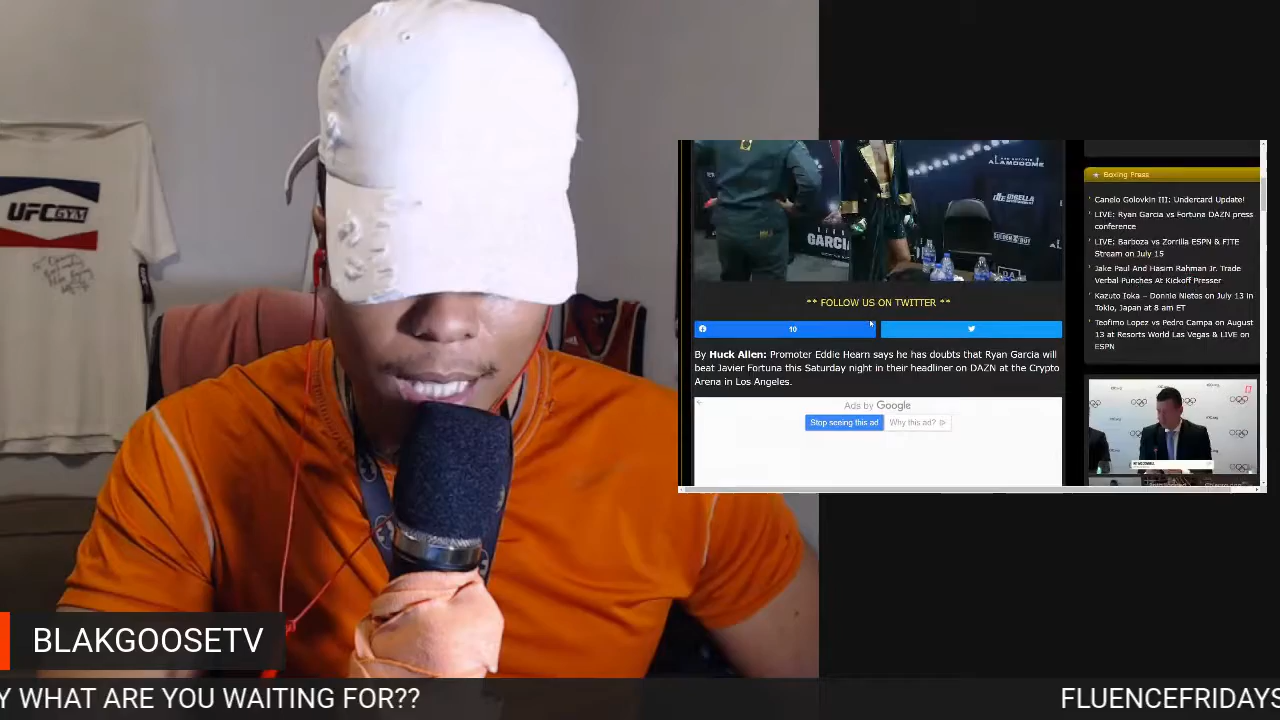 UFC GYM
ALAMODOME
DIBELLA
GARCIA
** FOLLOW US ON TWITTER **
10
By Huck Allen: Promoter Eddie Hearn says he has doubts that Ryan Garcia will
beat Javier Fortuna this Saturday night in their headliner on DAZN at the Crypto
Arena in Los Angeles.
Ads by Google
Stop seeing this ad
Why this ad?
Boxing Press
Canelo Golovkin III: Undercard Update!
LIVE: Ryan Garcia vs Fortuna DAZN press
conference
LIVE: Barboza vs Zorrilla ESPN & FITE
Stream on July 15
Jake Paul And Hasim Rahman Jr. Trade
Verbal Punches At Kickoff Presser
Kazuto Ioka – Donnie Nietes on July 13 in
Tokio, Japan at 8 am ET
Teofimo Lopez vs Pedro Campa on August
13 at Resorts World Las Vegas & LIVE on
ESPN
BLAKGOOSETV
Y WHAT ARE YOU WAITING FOR??
FLUENCEFRIDAYS